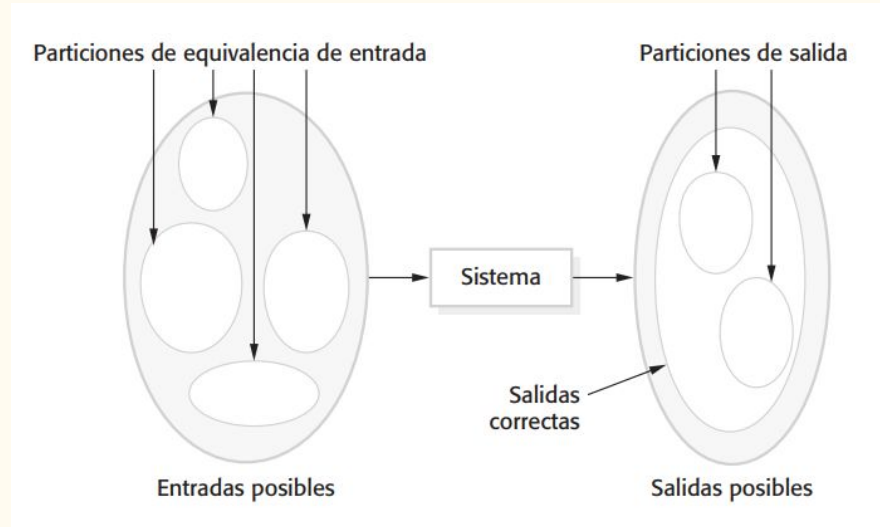 Particiones de equivalencia de entrada
Particiones de salida
Sistema
Salidas
correctas
Entradas posibles
Salidas posibles